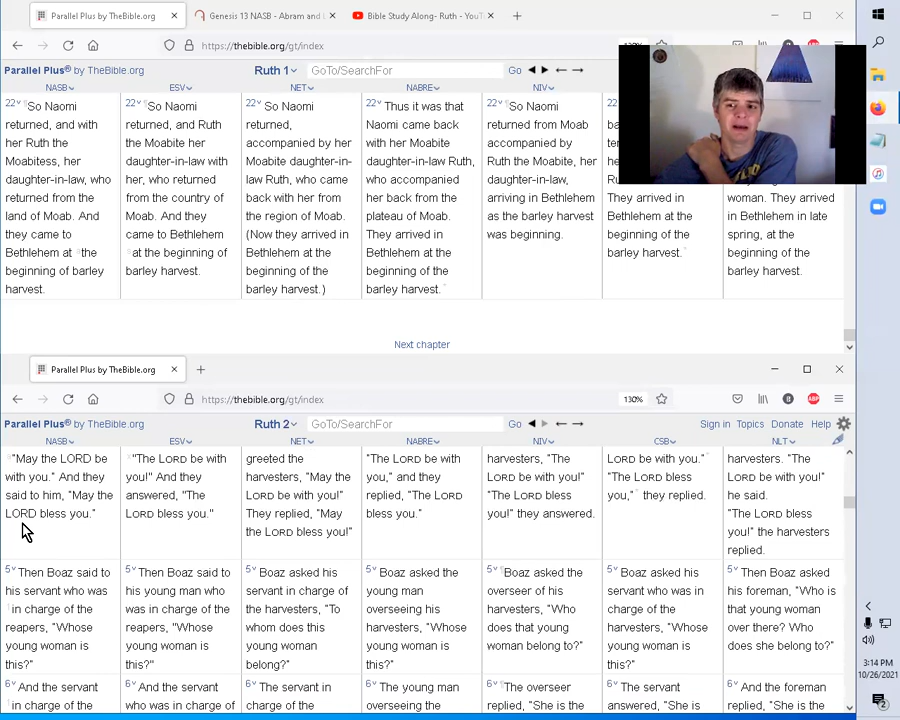 Parallel Plus® by TheBible.org
Genesis 13 NASB - Abram and
Bible Study Along- Ruth - YouT
https://thebible.org/gt/index
Parallel Plus® by TheBible.org
Ruth 1
GoTo/SearchFor
Go
NASB
ESV
NET
NABRE
NIV
22 v So Naomi
returned, and with
her Ruth the
Moabitess, her
daughter-in-law, who
returned from the
land of Moab. And
they came to
Bethlehem at the
beginning of barley
harvest.
22 v So Naomi
returned, and Ruth
the Moabite her
daughter-in-law with
her, who returned
from the country of
Moab. And they
came to Bethlehem
at the beginning of
barley harvest.
22 v So Naomi
returned,
accompanied by her
Moabite daughter-in-
law Ruth, who came
back with her from
the region of Moab.
(Now they arrived in
Bethlehem at the
beginning of the
barley harvest.)
22 v Thus it was that
Naomi came back
with her Moabite
daughter-in-law Ruth,
who accompanied
her back from the
plateau of Moab.
They arrived in
Bethlehem at the
beginning of the
barley harvest.
22 v So Naomi
returned from Moab
accompanied by
Ruth the Moabite, her
daughter-in-law,
arriving in Bethlehem
as the barley harvest
was beginning.
They arrived in
Bethlehem at the
beginning of the
barley harvest.
woman. They arrived
in Bethlehem in late
spring, at the
beginning of the
barley harvest.
Next chapter
Parallel Plus by TheBible.org
https://thebible.org/gt/index
130%
Parallel Plus® by TheBible.org
Ruth 2
GoTo/SearchFor
Go
Sign in Topics Donate Help
NASB
ESV
NET
NABRE
NIV
CSB
NLT
"May the LORD be
with you." And they
said to him, "May the
LORD bless you."
"The LORD be with
you!" And they
answered, "The
LORD bless you."
greeted the
harvesters, "May the
LORD be with you!"
They replied, "May
the LORD bless you!"
"The LORD be with
you," and they
replied, "The LORD
bless you."
harvesters, "The
LORD be with you!"
"The LORD bless
you!" they answered.
LORD be with you."
"The LORD bless
you," they replied.
harvesters. "The
LORD be with you!"
he said.
"The LORD bless
you!" the harvesters
replied.
5 v Then Boaz said to
his servant who was
in charge of the
reapers, "Whose
young woman is
this?"
5 v Then Boaz said to
his young man who
was in charge of the
reapers, "Whose
young woman is
this?"
5 v Boaz asked his
servant in charge of
the harvesters, "To
whom does this
young woman
belong?"
5 v Boaz asked the
young man
overseeing his
harvesters, "Whose
young woman is
this?"
5 v Boaz asked the
overseer of his
harvesters, "Who
does that young
woman belong to?"
5 v Boaz asked his
servant who was in
charge of the
harvesters, "Whose
young woman is
this?"
5 v Then Boaz asked
his foreman, "Who is
that young woman
over there? Who
does she belong to?"
6 v And the servant
in charge of the
6 v And the servant
who was in charge of
6 v The servant in
charge of the
6 v The young man
overseeing the
6 v The overseer
replied, "She is the
6 v The servant
answered, "She is
6 v And the foreman
replied, "She is the
3:14 PM
10/26/2021
2